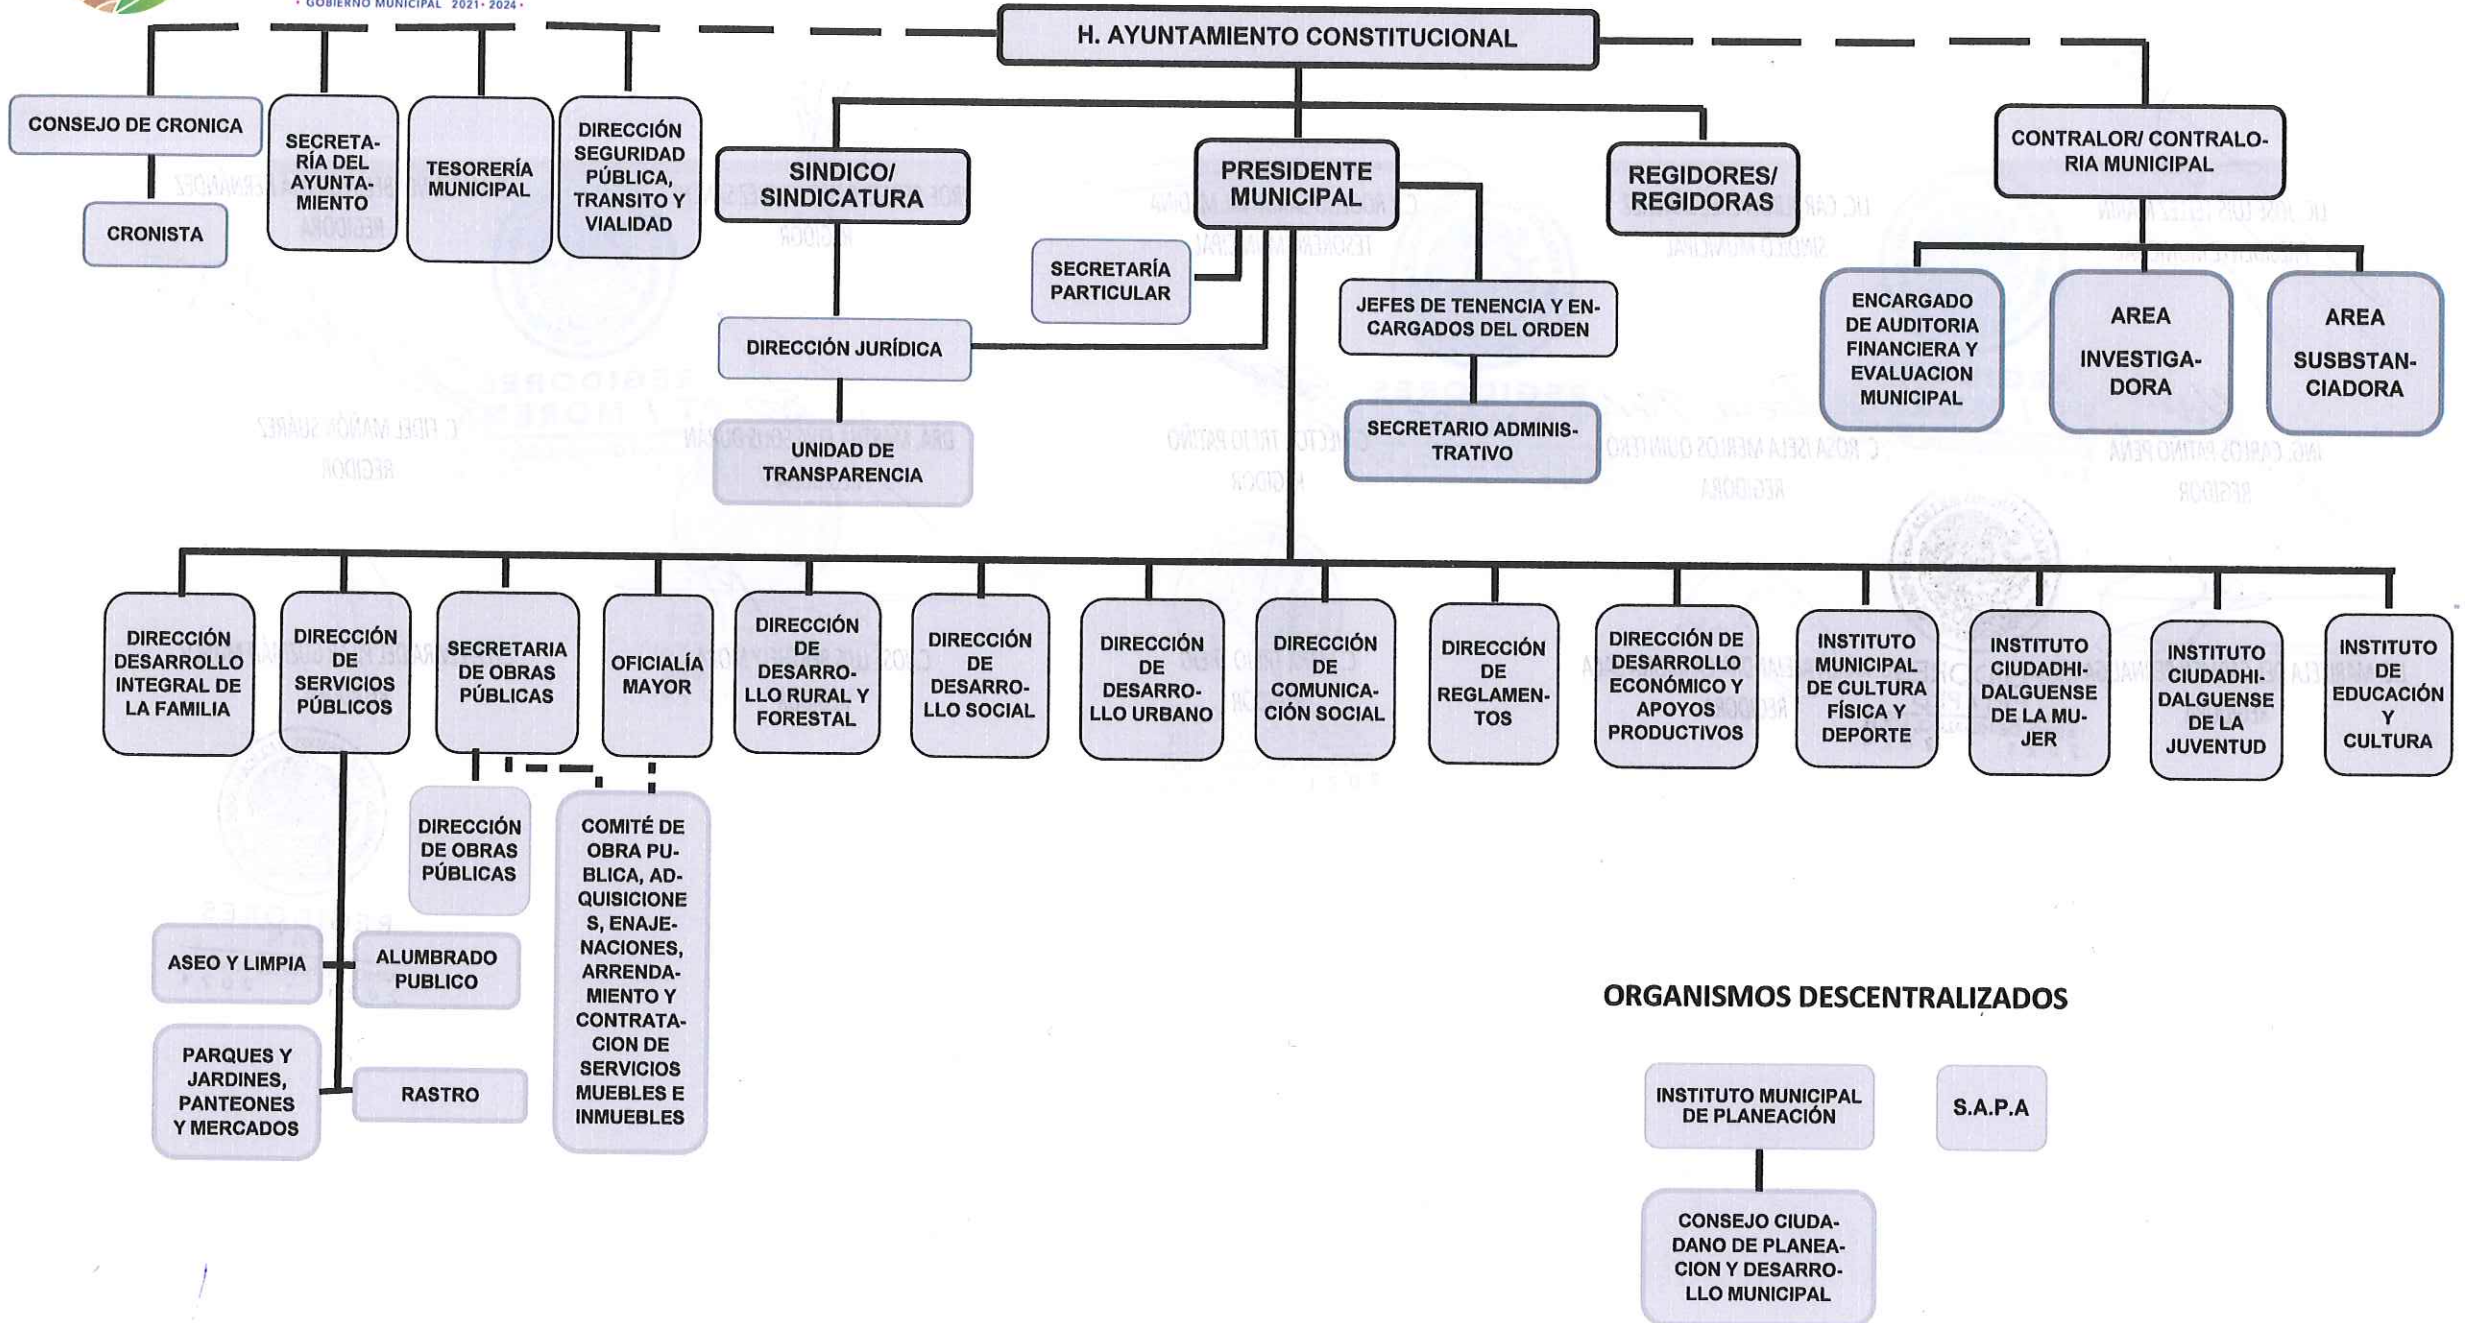 • GOBIERNO MUNICIPAL 2021• 2024 •
H. AYUNTAMIENTO CONSTITUCIONAL
CONSEJO DE CRONICA
CRONISTA
SECRETA-
RÍA DEL
AYUNTA-
MIENTO
TESORERÍA
MUNICIPAL
DIRECCIÓN
SEGURIDAD
PÚBLICA,
TRANSITO Y
VIALIDAD
SINDICO/
SINDICATURA
PRESIDENTE
MUNICIPAL
REGIDORES/
REGIDORAS
CONTRALOR/ CONTRALO-
RIA MUNICIPAL
SECRETARÍA
PARTICULAR
DIRECCIÓN JURÍDICA
UNIDAD DE
TRANSPARENCIA
JEFES DE TENENCIA Y EN-
CARGADOS DEL ORDEN
SECRETARIO ADMINIS-
TRATIVO
ENCARGADO
DE AUDITORIA
FINANCIERA Y
EVALUACION
MUNICIPAL
AREA
INVESTIGA-
DORA
AREA
SUSBSTAN-
CIADORA
DIRECCIÓN
DESARROLLO
INTEGRAL DE
LA FAMILIA
DIRECCIÓN
DE
SERVICIOS
PÚBLICOS
SECRETARIA
DE OBRAS
PÚBLICAS
OFICIALÍA
MAYOR
DIRECCIÓN
DE
DESARRO-
LLO RURAL Y
FORESTAL
DIRECCIÓN
DE
DESARRO-
LLO SOCIAL
DIRECCIÓN
DE
DESARRO-
LLO URBANO
DIRECCIÓN
DE
COMUNICA-
CIÓN SOCIAL
DIRECCIÓN
DE
REGLAMEN-
TOS
DIRECCIÓN DE
DESARROLLO
ECONÓMICO Y
APOYOS
PRODUCTIVOS
INSTITUTO
MUNICIPAL
DE CULTURA
FÍSICA Y
DEPORTE
INSTITUTO
CIUDADHI-
DALGUENSE
DE LA MU-
JER
INSTITUTO
CIUDADHI-
DALGUENSE
DE LA
JUVENTUD
INSTITUTO
DE
EDUCACIÓN
Y
CULTURA
DIRECCIÓN
DE OBRAS
PÚBLICAS
COMITÉ DE
OBRA PU-
BLICA, AD-
QUISICIONE
S, ENAJE-
NACIONES,
ARRENDA-
MIENTO Y
CONTRATA-
CION DE
SERVICIOS
MUEBLES E
INMUEBLES
ASEO Y LIMPIA
ALUMBRADO
PUBLICO
PARQUES Y
JARDINES,
PANTEONES
Y MERCADOS
RASTRO
ORGANISMOS DESCENTRALIZADOS
INSTITUTO MUNICIPAL
DE PLANEACIÓN
S.A.P.A
CONSEJO CIUDA-
DANO DE PLANEA-
CION Y DESARRO-
LLO MUNICIPAL